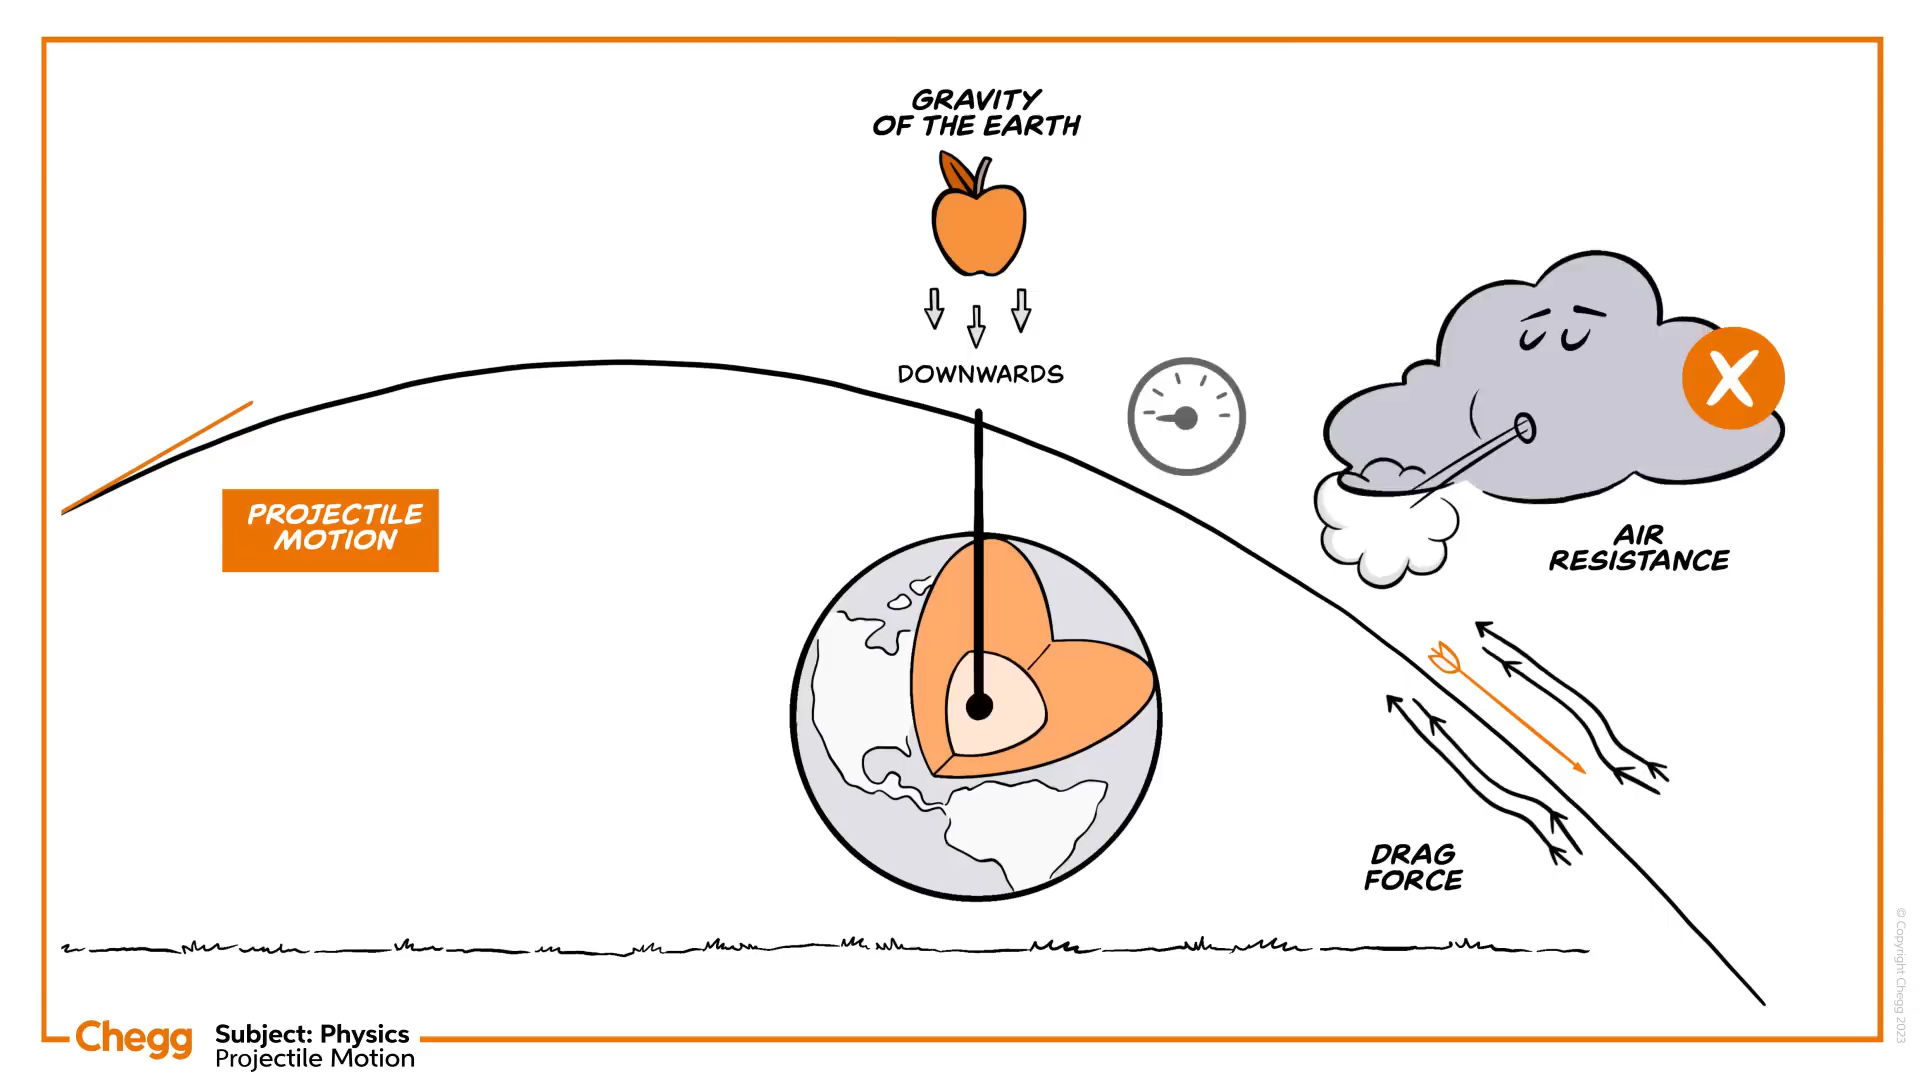 GRAVITY
OF THE EARTH
DOWNWARDS
PROJECTILE
MOTION
X
AIR
RESISTANCE
DRAG
FORCE
Chegg
Subject: Physics
Projectile Motion
© Copyright Chegg 2023